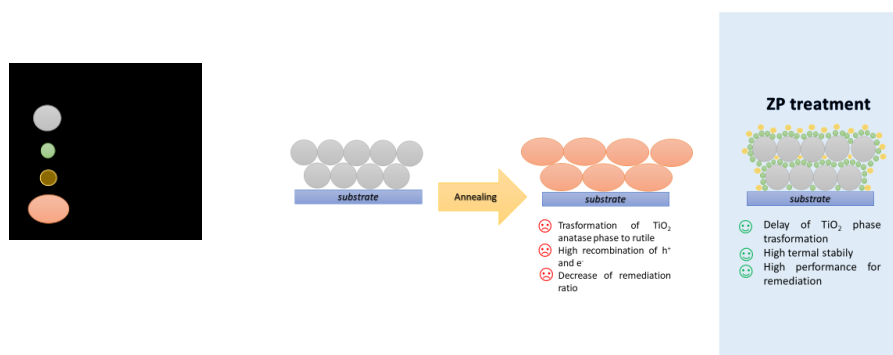 substrate
Annealing
substrate
Trasformation of TiO2
anatase phase to rutile
High recombination of h+
and e-
Decrease of remediation
ratio
ZP treatment
substrate
Delay of TiO2 phase
trasformation
High termal stabily
High performance for
remediation